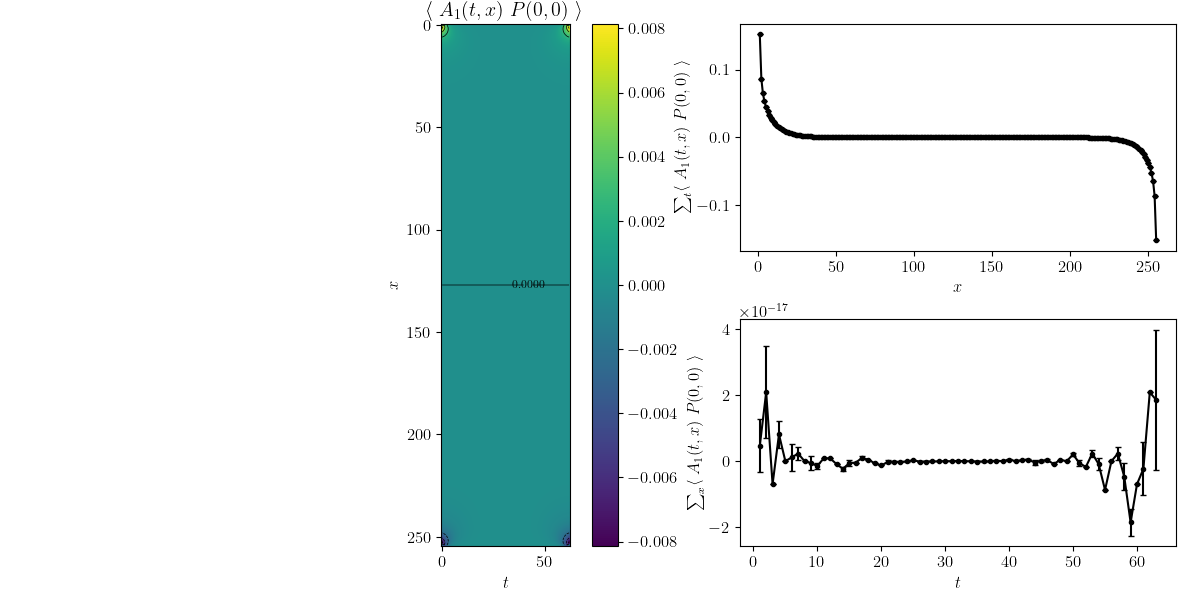 ⟨ A₁(t, x) P(0, 0) ⟩
0
50
100
150
200
250
x
0.0000
0
50
t
0.008
0.006
0.004
0.002
0.000
−0.002
−0.004
−0.006
−0.008
∑ₜ⟨ A₁(t, x) P(0, 0) ⟩
0.1
0.0
−0.1
0 50 100 150 200 250
x
×10⁻¹⁷
∑ₓ⟨ A₁(t, x) P(0, 0) ⟩
4
2
0
−2
0 10 20 30 40 50 60
t